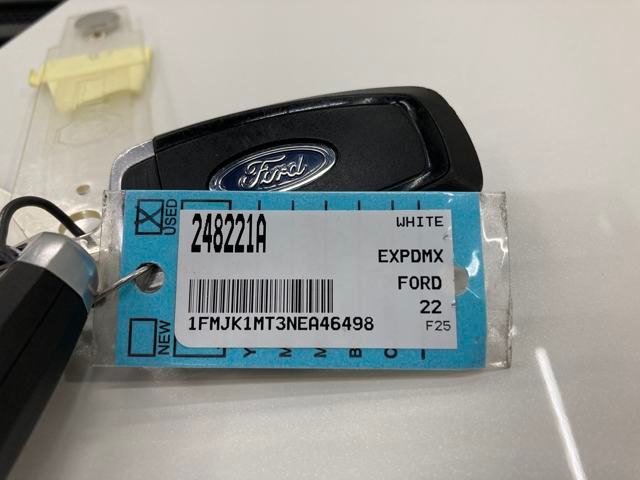 Ford
USED
248221A
WHITE
EXPDMX
FORD
22
1FMJK1MT3NEA46498
F25
NEW
Y
M
M
B
C